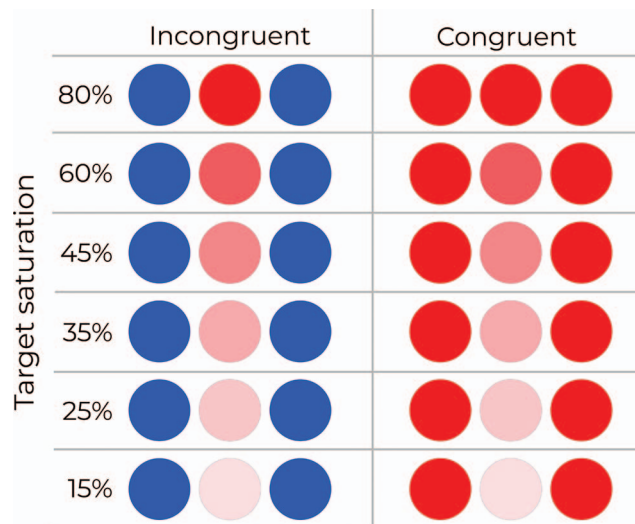 Incongruent
Congruent
Target saturation
80%
60%
45%
35%
25%
15%